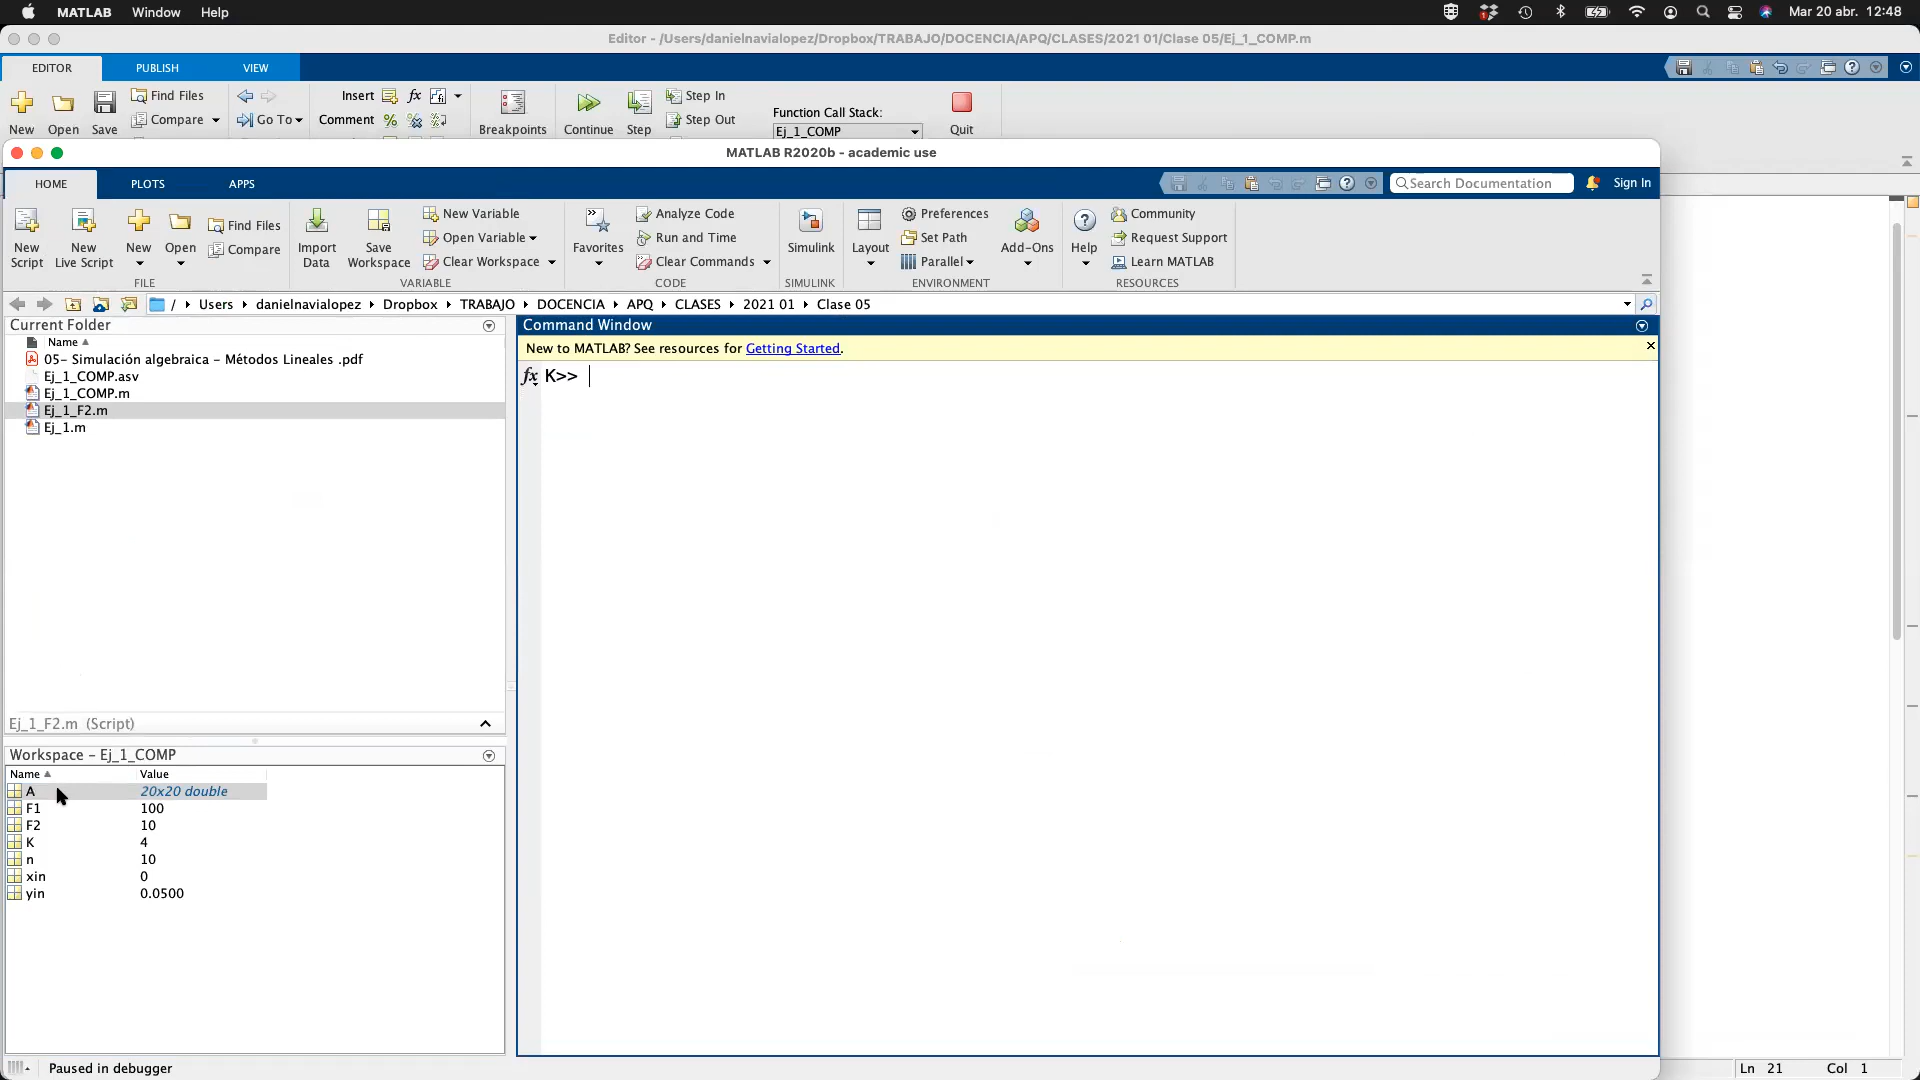 MATLAB Window Help Mar 20 abr. 12:48
Editor - /Users/danielnavialopez/Dropbox/TRABAJO/DOCENCIA/APQ/CLASES/2021 01/Clase 05/Ej_1_COMP.m
EDITOR PUBLISH VIEW
Find Files Insert fx Step In
Compare Go To Comment Step Out Function Call Stack:
New Open Save Breakpoints Continue Step Ej_1_COMP Quit
MATLAB R2020b - academic use
HOME PLOTS APPS Search Documentation Sign In
New Script
New Live Script
New
Open
Find Files
Compare
FILE
Import Data
Save Workspace
New Variable
Open Variable
Clear Workspace
VARIABLE
Favorites
Analyze Code
Run and Time
Clear Commands
CODE
Simulink
SIMULINK
Layout
Preferences
Set Path
Parallel
Add-Ons
ENVIRONMENT
Help
Community
Request Support
Learn MATLAB
RESOURCES
/ Users danielnavialopez Dropbox TRABAJO DOCENCIA APQ CLASES 2021 01 Clase 05
Current Folder
Name
05- Simulación algebraica - Métodos Lineales .pdf
Ej_1_COMP.asv
Ej_1_COMP.m
Ej_1_F2.m
Ej_1.m
Ej_1_F2.m (Script)
Workspace - Ej_1_COMP
Name Value
A 20x20 double
F1 100
F2 10
K 4
n 10
xin 0
yin 0.0500
Command Window
New to MATLAB? See resources for Getting Started.
fx K>>
Paused in debugger
Ln 21 Col 1